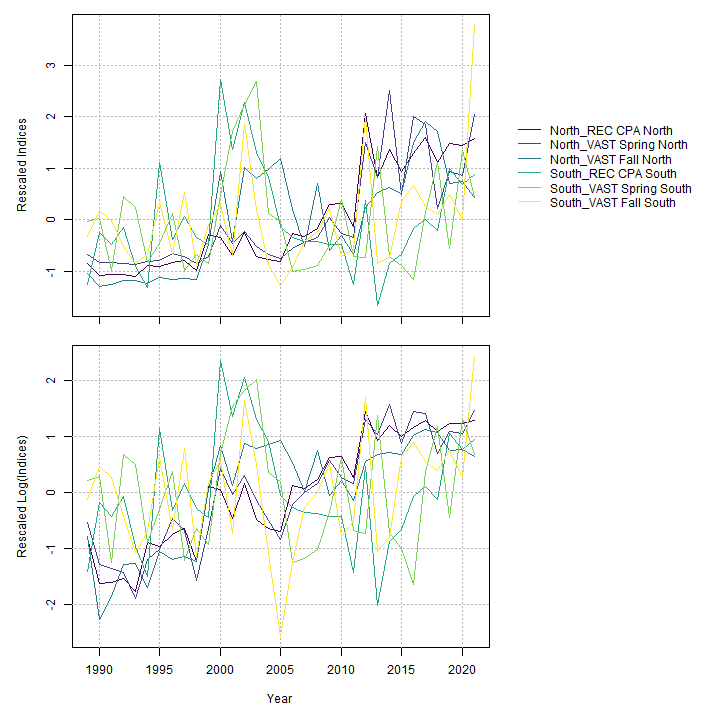 3
2
1
0
-1
Rescaled Indices
North_REC CPA North
North_VAST Spring North
North_VAST Fall North
South_REC CPA South
South_VAST Spring South
South_VAST Fall South
2
1
0
-1
-2
Rescaled Log(Indices)
1990 1995 2000 2005 2010 2015 2020
Year